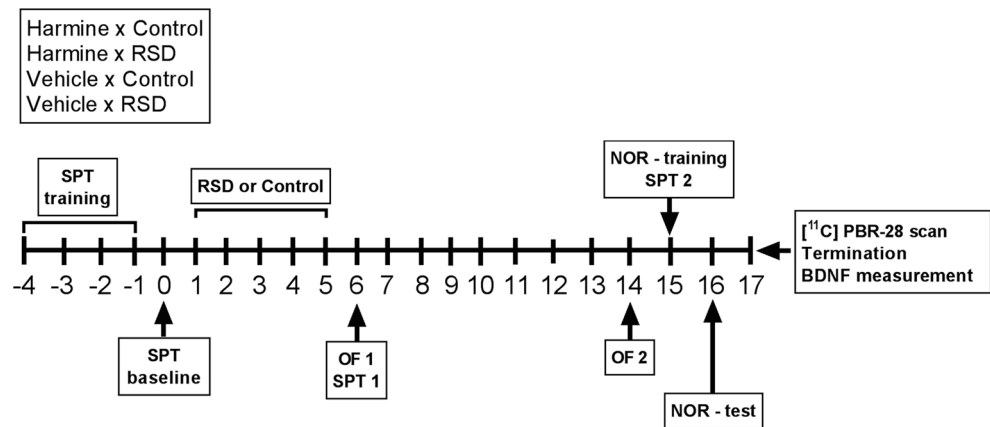 Harmine x Control
Harmine x RSD
Vehicle x Control
Vehicle x RSD
SPT
training
RSD or Control
NOR - training
SPT 2
[¹¹C] PBR-28 scan
Termination
BDNF measurement
-4 -3 -2 -1 0 1 2 3 4 5 6 7 8 9 10 11 12 13 14 15 16 17
SPT
baseline
OF 1
SPT 1
OF 2
NOR - test